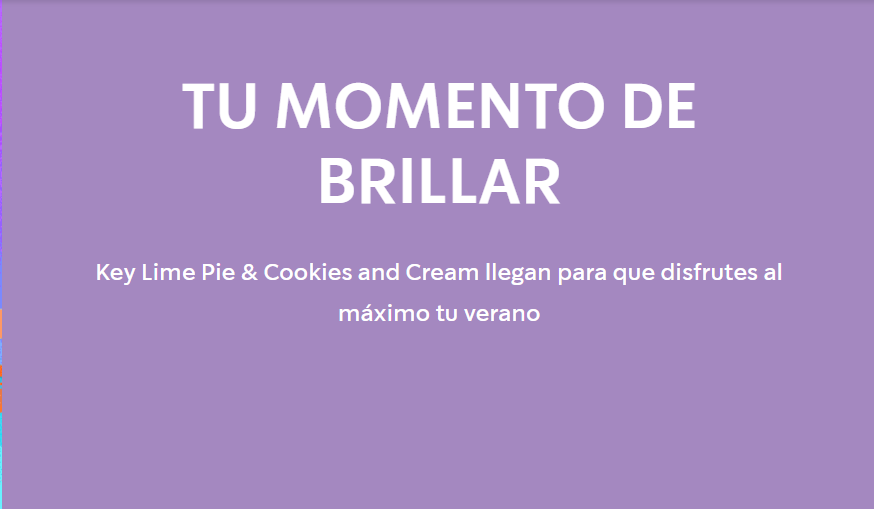 TU MOMENTO DE
BRILLAR
Key Lime Pie & Cookies and Cream llegan para que disfrutes al
máximo tu verano